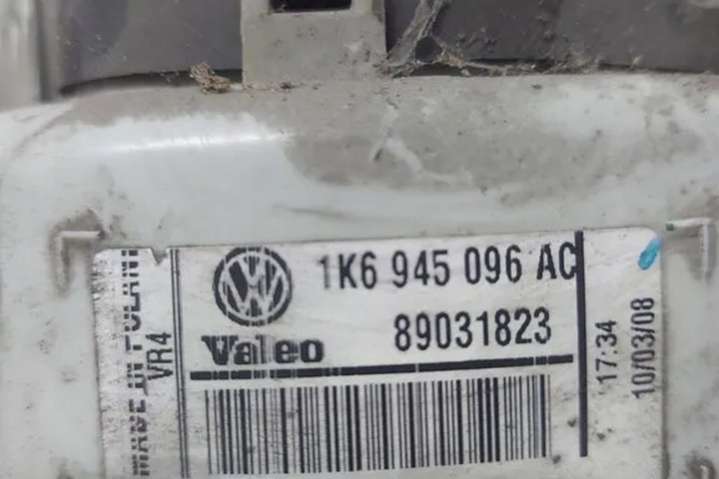 1K6 945 096 AC
Valeo 89031823
MADE IN POLAND
VR4
17:34
10/03/08